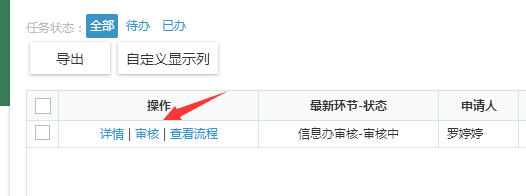 任务状态： 全部 待办 已办
导出 自定义显示列
操作 最新环节-状态 申请人
详情 | 审核 | 查看流程 信息办审核-审核中 罗婷婷